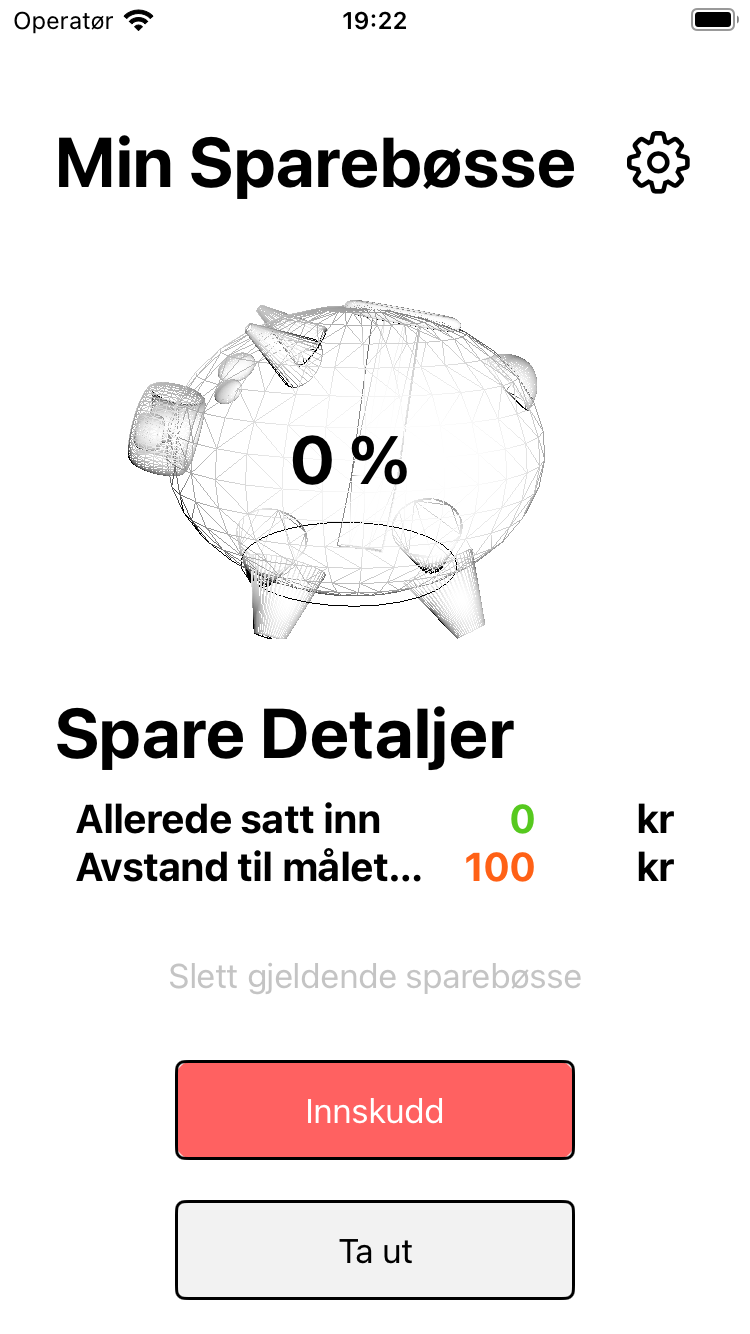 Operatør 19:22
Min Sparebøsse
0 %
Spare Detaljer
Allerede satt inn 0 kr
Avstand til målet... 100 kr
Slett gjeldende sparebøsse
Innskudd
Ta ut